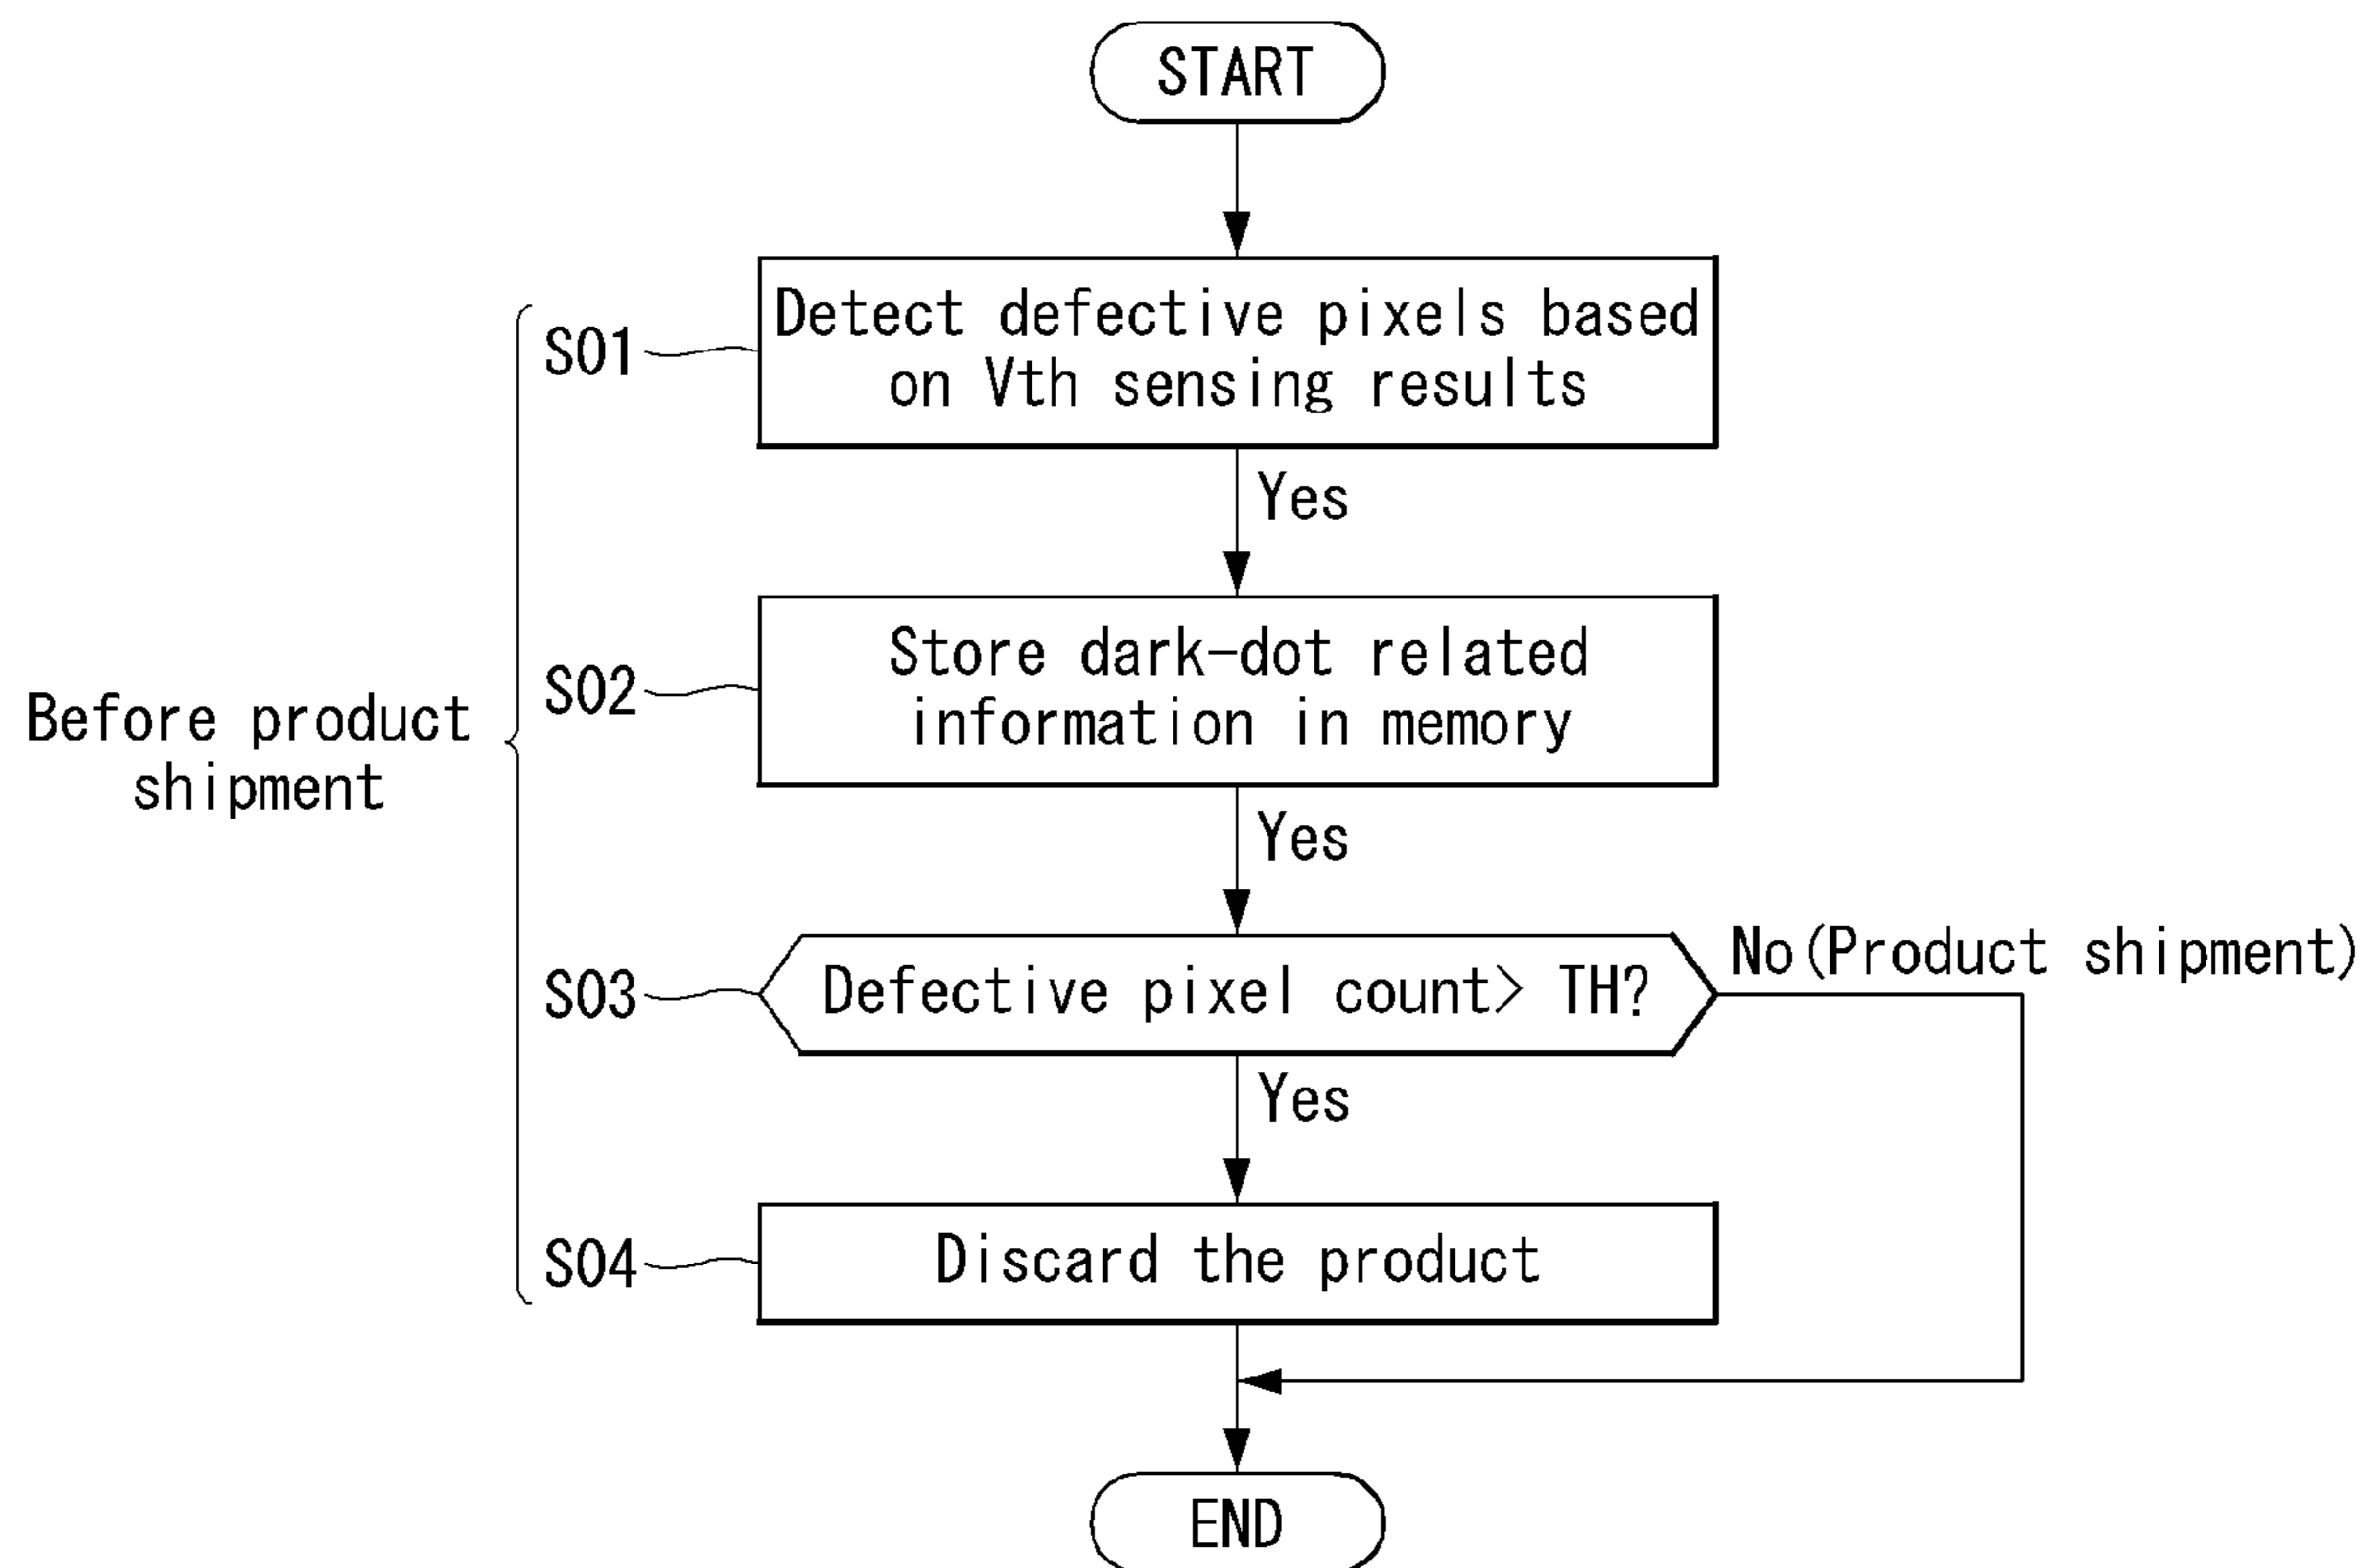 START
S01
Detect defective pixels based
on Vth sensing results
Yes
Before product
shipment
S02
Store dark-dot related
information in memory
Yes
S03
Defective pixel count> TH?
No(Product shipment)
Yes
S04
Discard the product
END